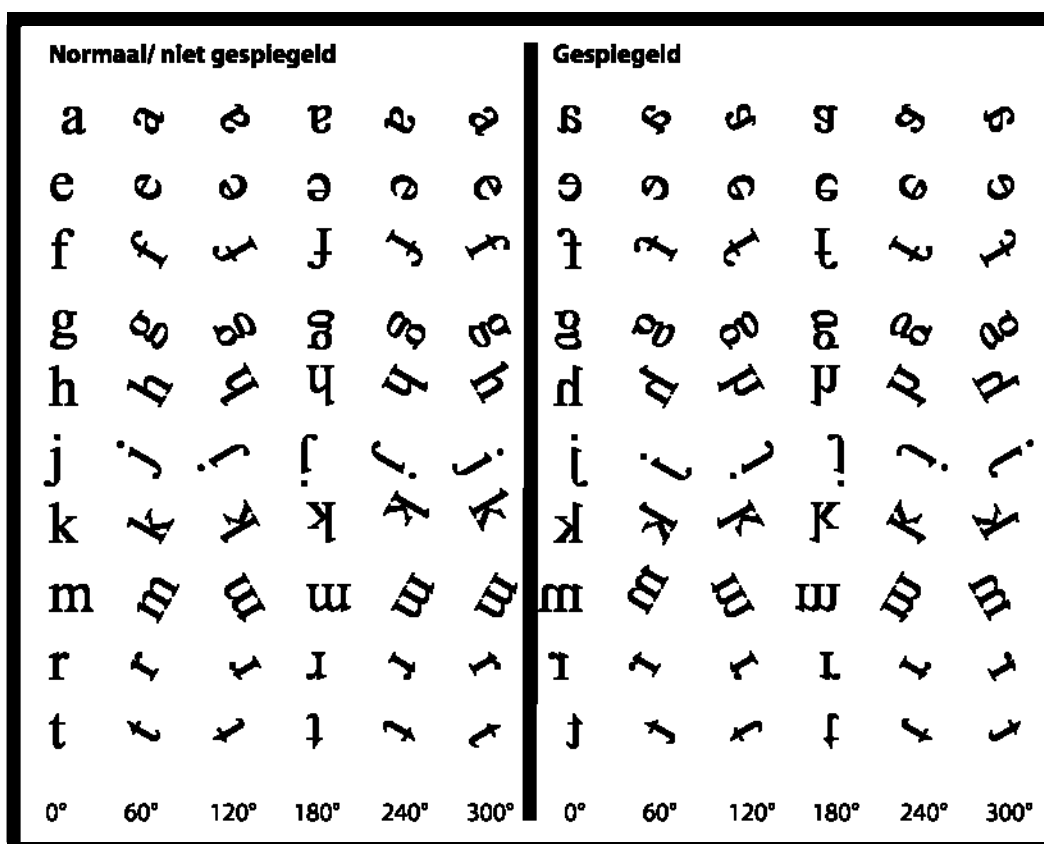 Normaal/ niet gespiegeld Gespiegeld
a a a a a a a a a a a a
e e e e e e e e e e e e
f f f f f f f f f f f f
g g g g g g g g g g g g
h h h h h h h h h h h h
j j j j j j j j j j j j
k k k k k k k k k k k k
m m m m m m m m m m m m
r r r r r r r r r r r r
t t t t t t t t t t t t
0° 60° 120° 180° 240° 300° 0° 60° 120° 180° 240° 300°